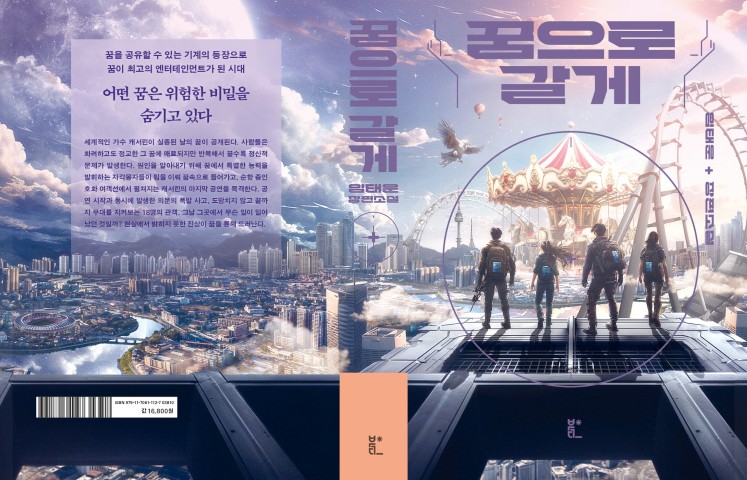 꿈을 공유할 수 있는 기계의 등장으로
꿈이 최고의 엔터테인먼트가 된 시대
어떤 꿈은 위험한 비밀을
숨기고 있다
세계적인 가수 캐서린이 실종된 날의 꿈이 공개된다. 사람들은
화려하고도 정교한 그 꿈에 매료되지만 반복해서 꿀수록 정신적
문제가 발생한다. 원인을 알아내기 위해 꿈에서 특별한 능력을
발휘하는 자각몽자들이 팀을 이뤄 꿈속으로 들어가고, 순항 중인
호화 여객선에서 펼쳐지는 캐서린의 마지막 공연을 목격한다. 공
연 시작과 동시에 발생한 의문의 폭발 사고, 도망치지 않고 끝까
지 무대를 지켜보는 18명의 관객. 그날 그곳에서 무슨 일이 일어
났던 것일까? 현실에서 밝히지 못한 진상이 꿈을 통해 드러난다.
값 16,800원
꿈으로 갈게
임태운
장편소설
꿈으로
갈게
임태운 + 장편소설